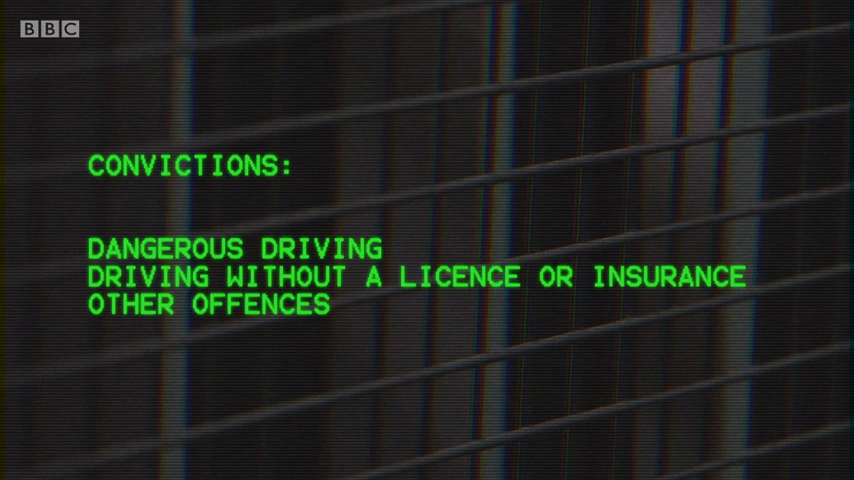 BBC
CONVICTIONS:
DANGEROUS DRIVING
DRIVING WITHOUT A LICENCE OR INSURANCE
OTHER OFFENCES